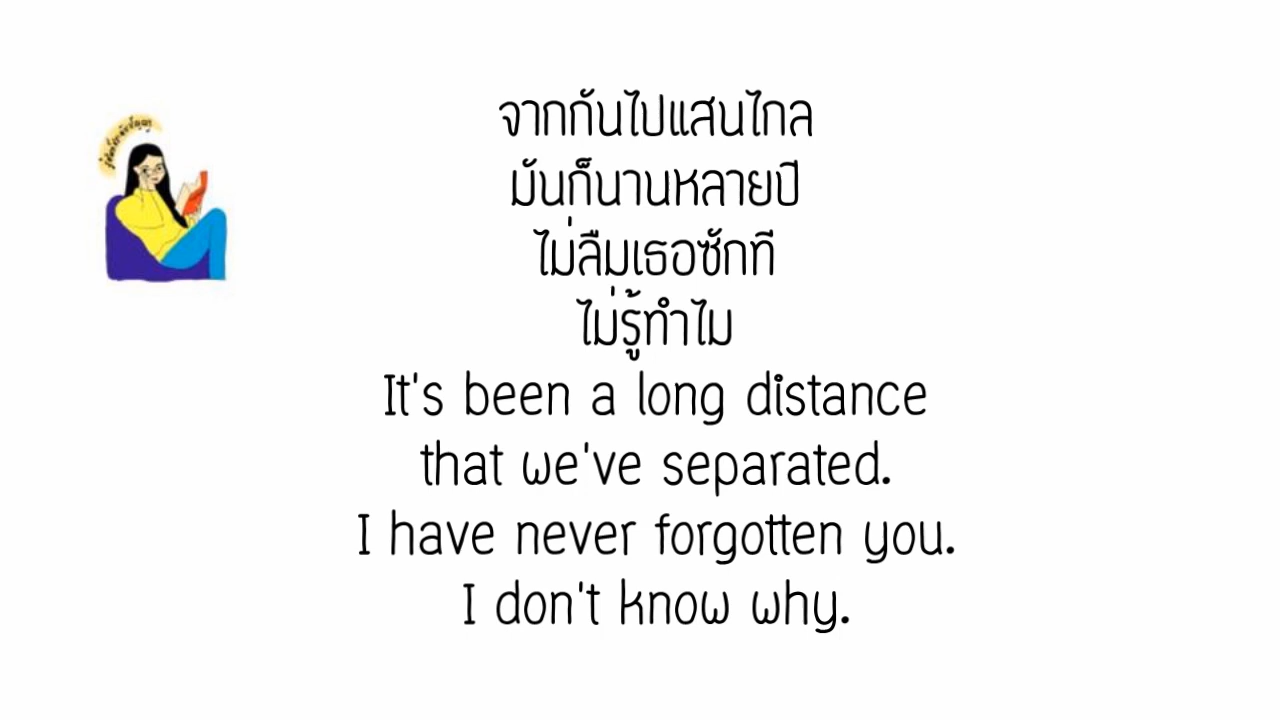 จากกันไปแสนไกล
มันก็นานหลายปี
ไม่ลืมเธอซักที
ไม่รู้ทำไม
It's been a long distance
that we've separated.
I have never forgotten you.
I don't know why.